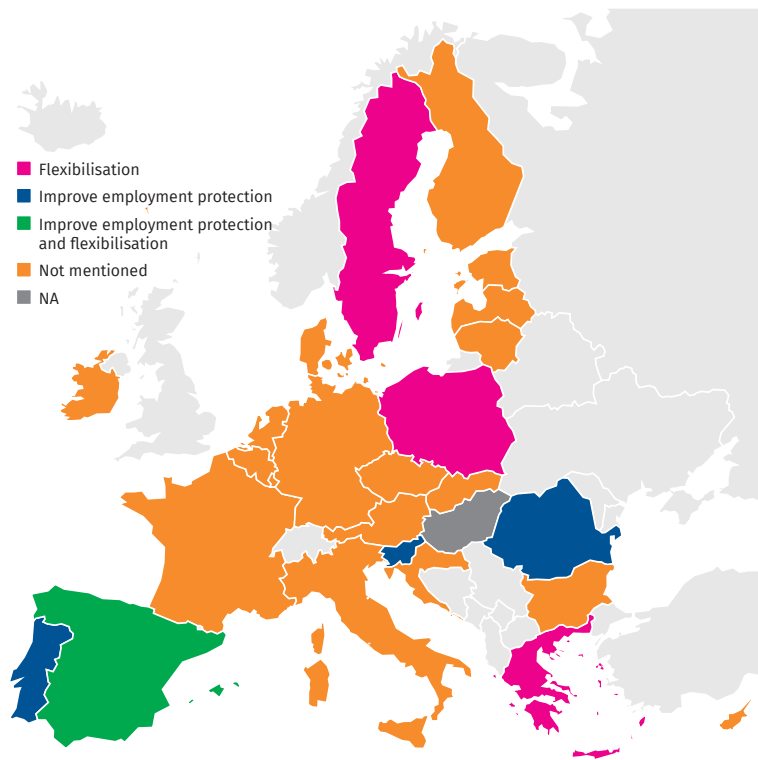 Flexibilisation
Improve employment protection
Improve employment protection
and flexibilisation
Not mentioned
NA